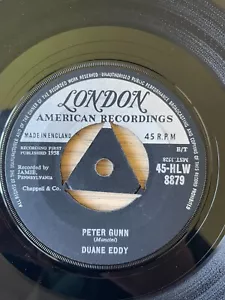 LONDON
AMERICAN RECORDINGS
MADE IN ENGLAND
45 R.P.M
RECORDING FIRST
PUBLISHED 1958
B/T
Recorded by
JAMIE,
PENNSYLVANIA
Chappell & Co.
45-HLW
8879
PETER GUNN
(Mancini)
DUANE EDDY